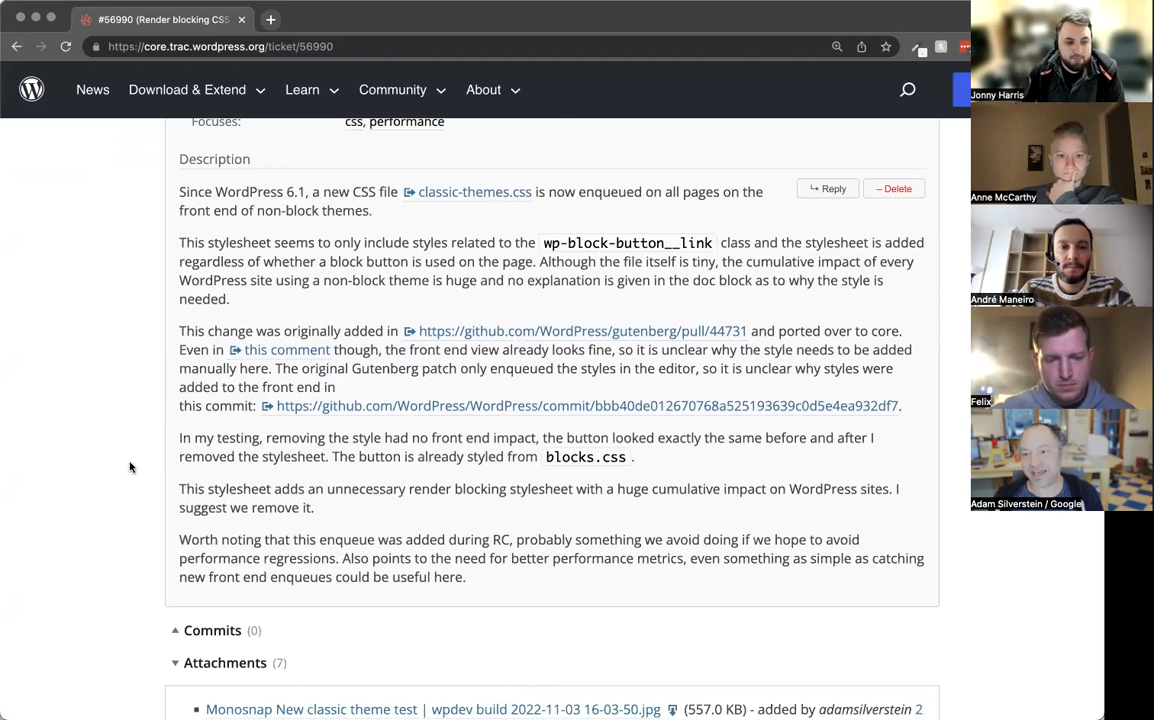 #56990 (Render blocking CSS
https://core.trac.wordpress.org/ticket/56990
News
Download & Extend
Learn
Community
About
Jonny Harris
Focuses:
css, performance
Description
Since WordPress 6.1, a new CSS file classic-themes.css is now enqueued on all pages on the
Reply
– Delete
front end of non-block themes.
Anne McCarthy
This stylesheet seems to only include styles related to the wp-block-button__link class and the stylesheet is added
regardless of whether a block button is used on the page. Although the file itself is tiny, the cumulative impact of every
WordPress site using a non-block theme is huge and no explanation is given in the doc block as to why the style is
needed.
André Maneiro
This change was originally added in https://github.com/WordPress/gutenberg/pull/44731 and ported over to core.
Even in this comment though, the front end view already looks fine, so it is unclear why the style needs to be added
manually here. The original Gutenberg patch only enqueued the styles in the editor, so it is unclear why styles were
added to the front end in
this commit: https://github.com/WordPress/WordPress/commit/bbb40de012670768a525193639c0d5e4ea932df7.
Felix
In my testing, removing the style had no front end impact, the button looked exactly the same before and after I
removed the stylesheet. The button is already styled from blocks.css .
This stylesheet adds an unnecessary render blocking stylesheet with a huge cumulative impact on WordPress sites. I
suggest we remove it.
Adam Silverstein / Google
Worth noting that this enqueue was added during RC, probably something we avoid doing if we hope to avoid
performance regressions. Also points to the need for better performance metrics, even something as simple as catching
new front end enqueues could be useful here.
Commits (0)
Attachments (7)
Monosnap New classic theme test | wpdev build 2022-11-03 16-03-50.jpg (557.0 KB) - added by adamsilverstein 2